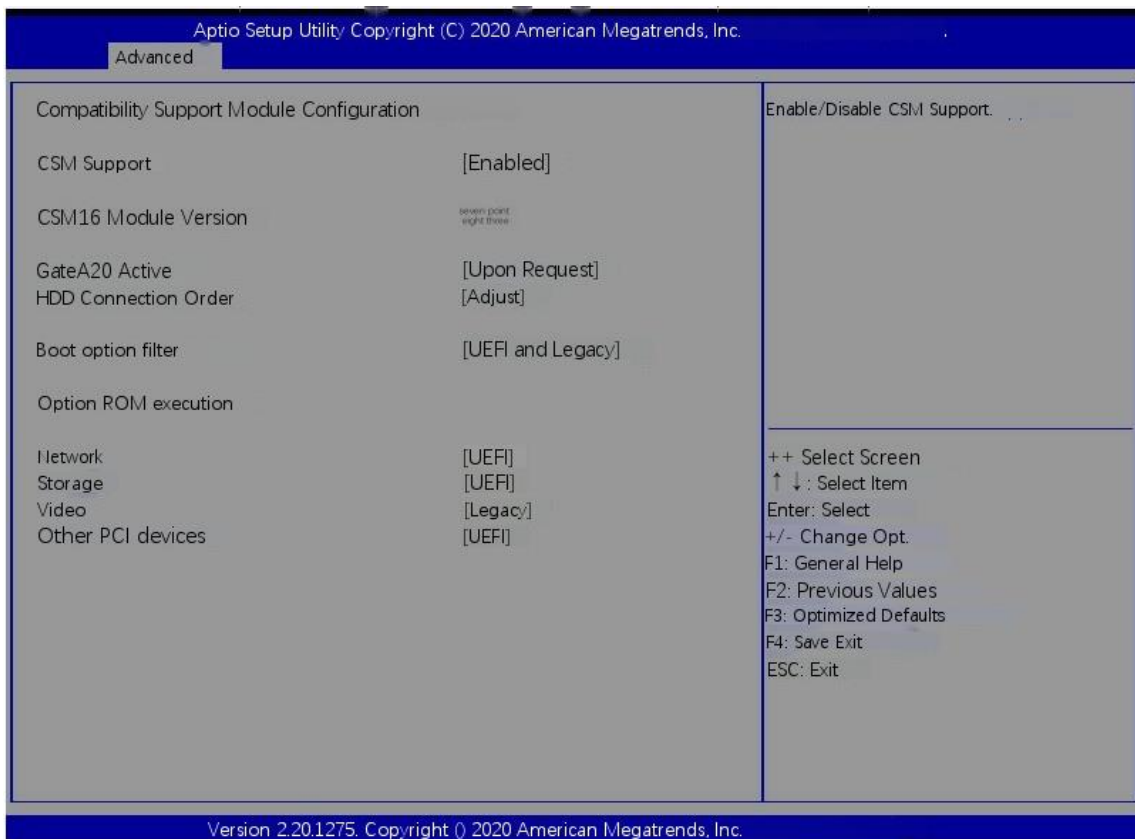 Aptio Setup Utility Copyright (C) 2020 American Megatrends, Inc.
Advanced
Compatibility Support Module Configuration
CSM Support [Enabled]
CSM16 Module Version seven point
eight three
GateA20 Active [Upon Request]
HDD Connection Order [Adjust]
Boot option filter [UEFI and Legacy]
Option ROM execution
Network [UEFI]
Storage [UEFI]
Video [Legacy]
Other PCI devices [UEFI]
Enable/Disable CSM Support.
++ Select Screen
↑ ↓: Select Item
Enter: Select
+/- Change Opt.
F1: General Help
F2: Previous Values
F3: Optimized Defaults
F4: Save Exit
ESC: Exit
Version 2.20.1275. Copyright () 2020 American Megatrends, Inc.